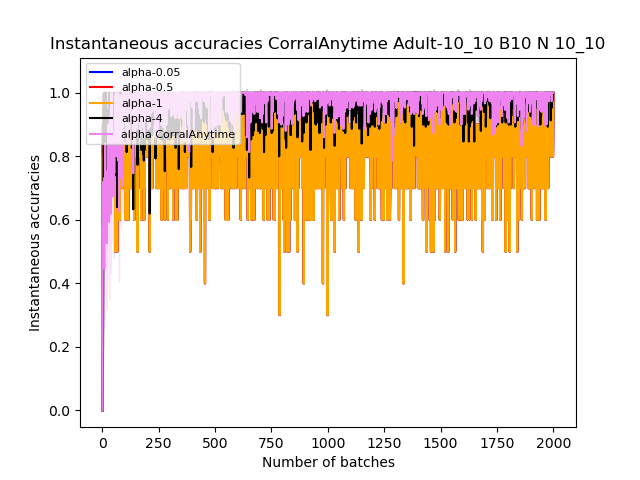 Instantaneous accuracies CorralAnytime Adult-10_10 B10 N 10_10
alpha-0.05
alpha-0.5
alpha-1
alpha-4
alpha CorralAnytime
1.0
0.8
0.6
0.4
0.2
0.0
Instantaneous accuracies
0 250 500 750 1000 1250 1500 1750 2000
Number of batches